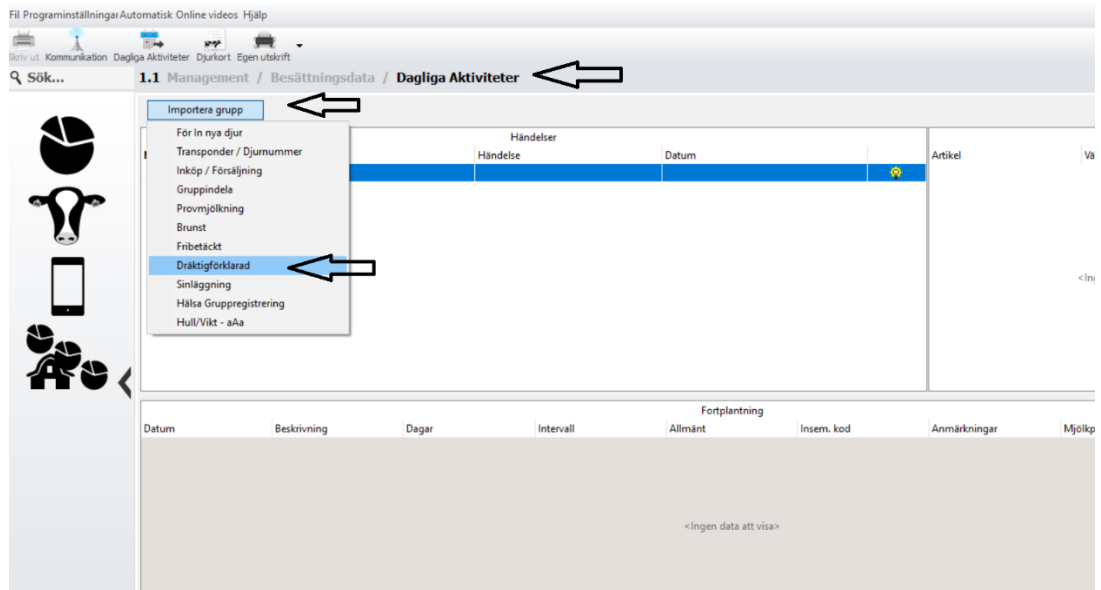 Fil Programinställningar Automatisk Online videos Hjälp
Skriv ut Kommunikation Dagliga Aktiviteter Djurkort Egen utskrift
Sök... 1.1 Management / Besättningsdata / Dagliga Aktiviteter
Importera grupp
För In nya djur
Transponder / Djurnummer
Inköp / Försäljning
Gruppindela
Provmjölkning
Brunst
Fribetäckt
Dräktigförklarad
Sinläggning
Hälsa Gruppregistrering
Hull/Vikt - aAa
Händelser
Händelse Datum Artikel Vä
<Ing
Fortplantning
Datum Beskrivning Dagar Intervall Allmänt Insem. kod Anmärkningar Mjölkp
<Ingen data att visa>